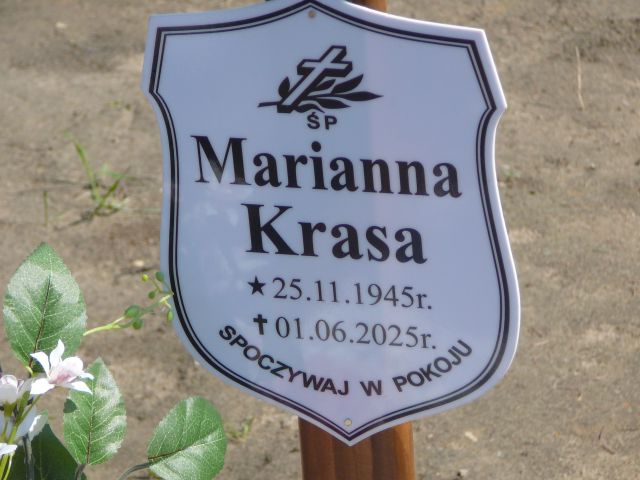 ŚP
Marianna
Krasa
★ 25.11.1945r.
✝ 01.06.2025r.
SPOCZYWAJ W POKOJU